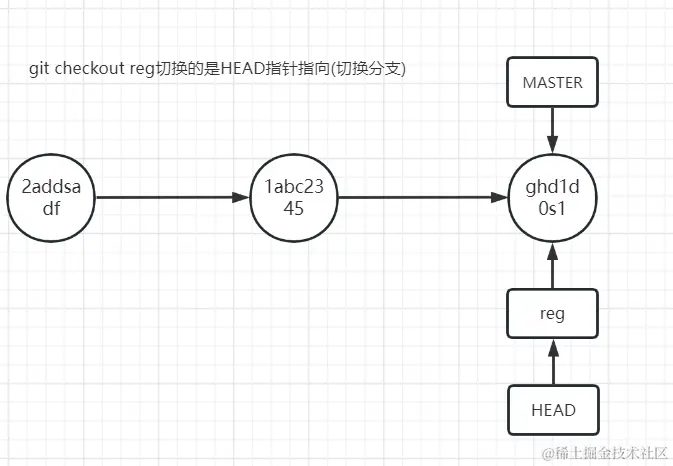 git checkout reg切换的是HEAD指针指向(切换分支)
MASTER
2addsa
df
1abc23
45
ghd1d
0s1
reg
HEAD
@稀土掘金技术社区